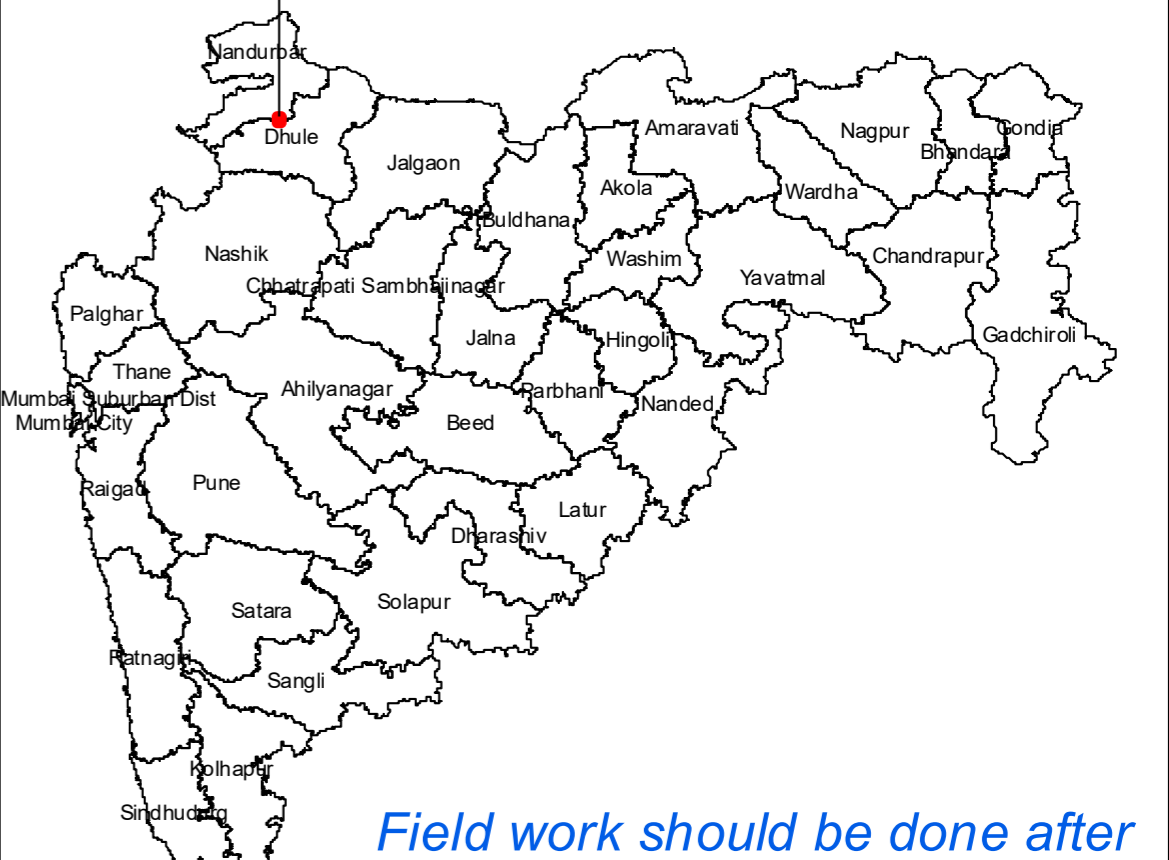 Nandurbar
Dhule
Jalgaon
Amaravati
Nagpur
Gondia
Bhandara
Akola
Wardha
Buldhana
Nashik
Washim
Chandrapur
Chhatrapati Sambhajinagar
Yavatmal
Palghar
Jalna
Hingoli
Gadchiroli
Thane
Ahilyanagar
Parbhani
Mumbai Suburban Dist
Nanded
Mumbai City
Beed
Raigad
Pune
Latur
Dharashiv
Satara
Solapur
Ratnagiri
Sangli
Kolhapur
Sindhudurg
Field work should be done after